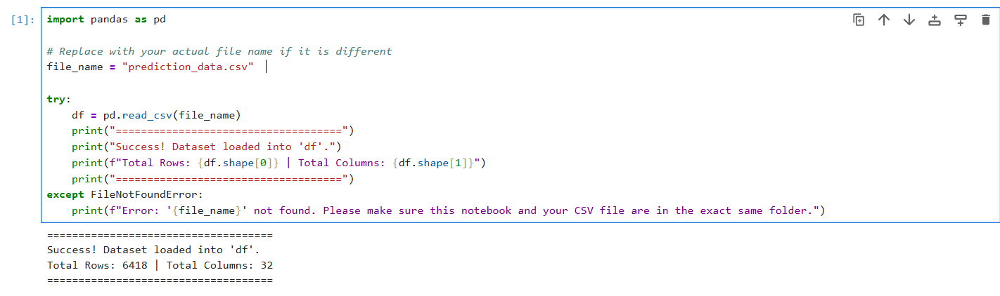 [1]: import pandas as pd
# Replace with your actual file name if it is different
file_name = "prediction_data.csv"
try:
    df = pd.read_csv(file_name)
    print("====================================")
    print("Success! Dataset loaded into 'df'.")
    print(f"Total Rows: {df.shape[0]} | Total Columns: {df.shape[1]}")
    print("====================================")
except FileNotFoundError:
    print(f"Error: '{file_name}' not found. Please make sure this notebook and your CSV file are in the exact same folder.")
====================================
Success! Dataset loaded into 'df'.
Total Rows: 6418 | Total Columns: 32
====================================